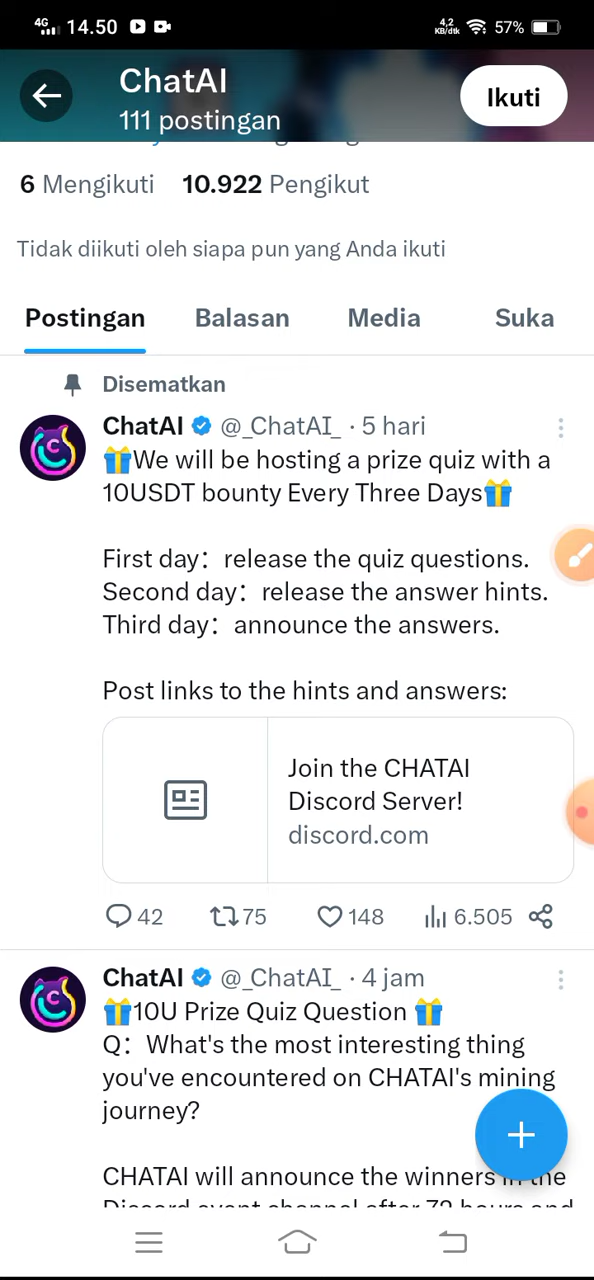 4G 14.50 4,2 KB/dtk 57%
ChatAI
111 postingan
Ikuti
6 Mengikuti 10.922 Pengikut
Tidak diikuti oleh siapa pun yang Anda ikuti
Postingan Balasan Media Suka
Disematkan
ChatAI @_ChatAI_ · 5 hari
🎁We will be hosting a prize quiz with a
10USDT bounty Every Three Days🎁
First day：release the quiz questions.
Second day：release the answer hints.
Third day：announce the answers.
Post links to the hints and answers:
Join the CHATAI
Discord Server!
discord.com
42 75 148 6.505
ChatAI @_ChatAI_ · 4 jam
🎁10U Prize Quiz Question 🎁
Q：What's the most interesting thing
you've encountered on CHATAI's mining
journey?
CHATAI will announce the winners in the
Discord event channel after 72 hours and